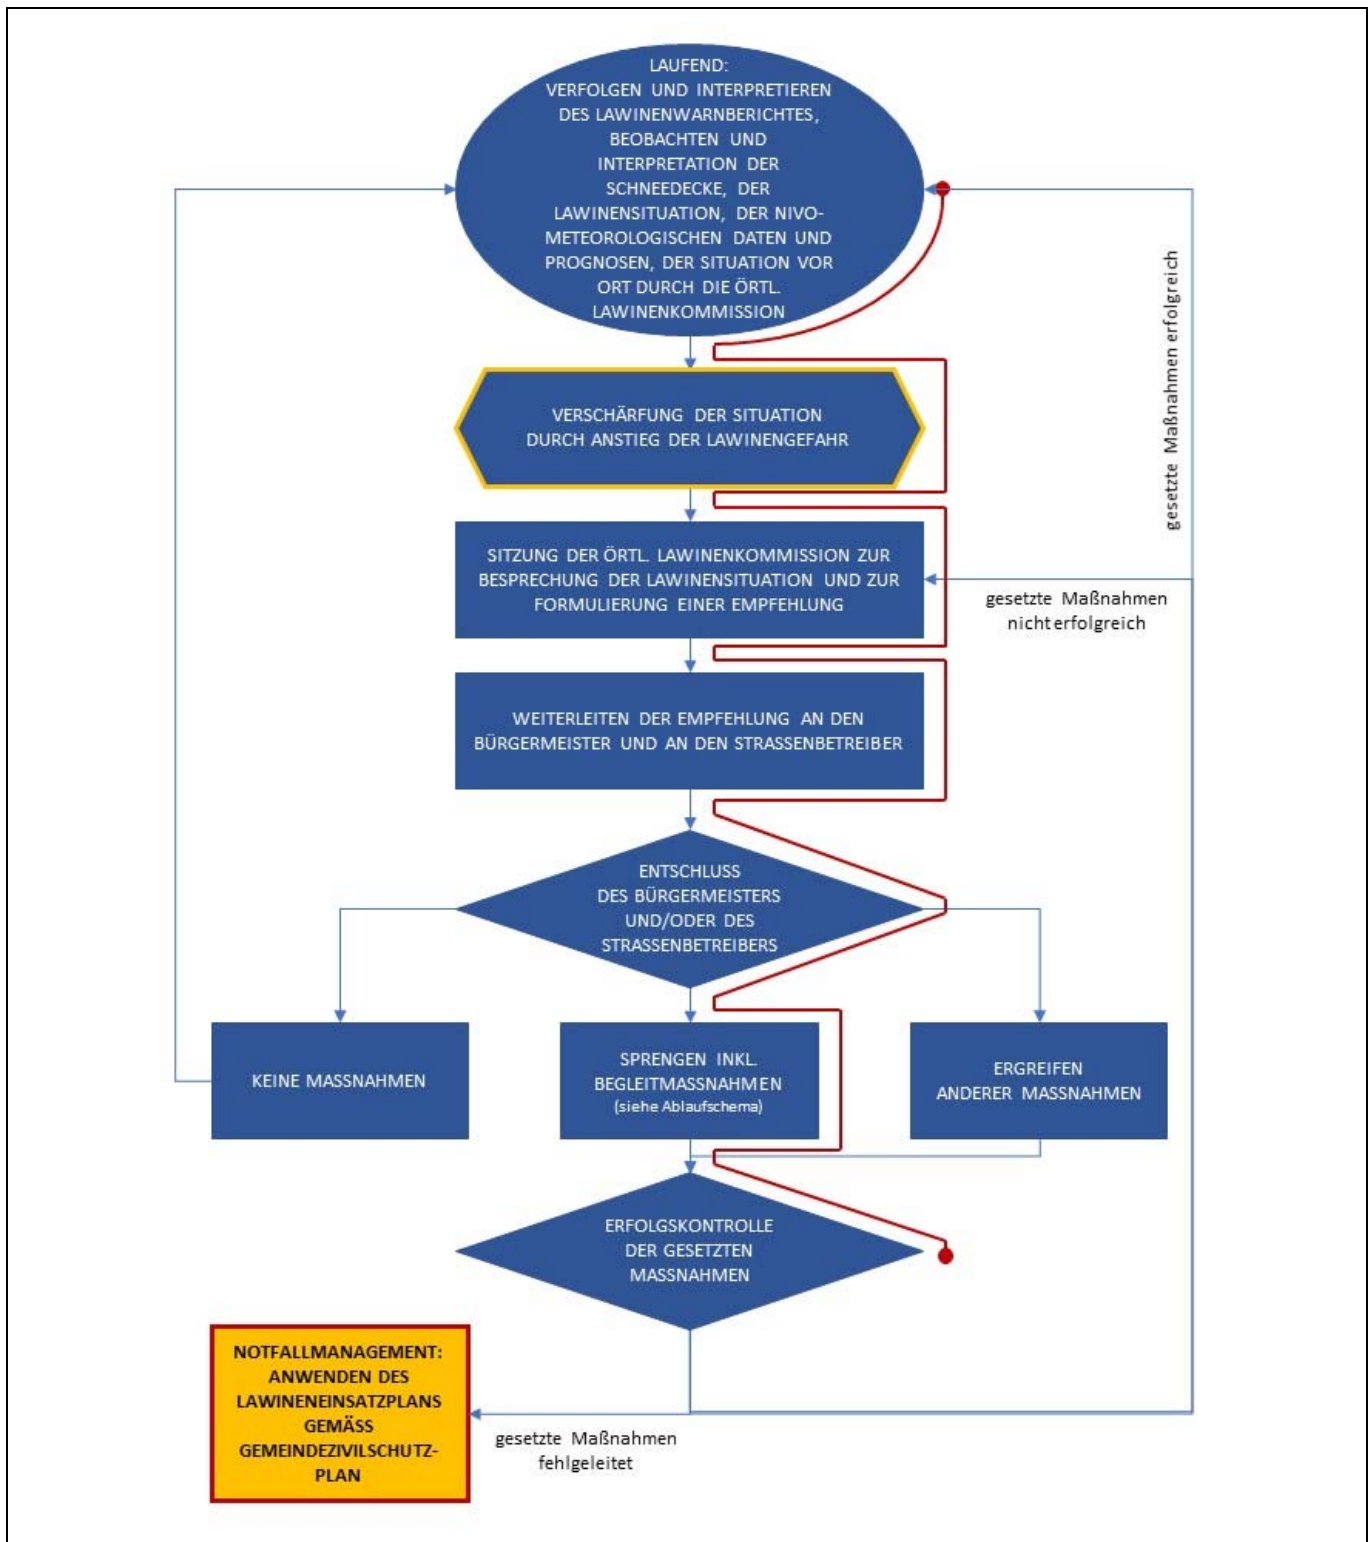 LAUFEND:
VERFOLGEN UND INTERPRETIEREN
DES LAWINENWARNBERICHTES,
BEOBACHTEN UND
INTERPRETATION DER
SCHNEEDECKE, DER
LAWINENSITUATION, DER NIVO-
METEOROLOGISCHEN DATEN UND
PROGNOSEN, DER SITUATION VOR
ORT DURCH DIE ÖRTL.
LAWINENKOMMISSION
gesetzte Maßnahmen erfolgreich
VERSCHÄRFUNG DER SITUATION
DURCH ANSTIEG DER LAWINENGEFAHR
SITZUNG DER ÖRTL. LAWINENKOMMISSION ZUR
BESPRECHUNG DER LAWINENSITUATION UND ZUR
FORMULIERUNG EINER EMPFEHLUNG
gesetzte Maßnahmen
nicht erfolgreich
WEITERLEITEN DER EMPFEHLUNG AN DEN
BÜRGERMEISTER UND AN DEN STRASSENBETREIBER
ENTSCHLUSS
DES BÜRGERMEISTERS
UND/ODER DES
STRASSENBETREIBERS
KEINE MASSNAHMEN
SPRENGEN INKL.
BEGLEITMASSNAHMEN
(siehe Ablaufschema)
ERGREIFEN
ANDERER MASSNAHMEN
ERFOLGSKONTROLLE
DER GESETZTEN
MASSNAHMEN
NOTFALLMANAGEMENT:
ANWENDEN DES
LAWINENEINSATZPLANS
GEMÄSS
GEMEINDEZIVILSCHUTZ-
PLAN
gesetzte Maßnahmen
fehlgeleitet